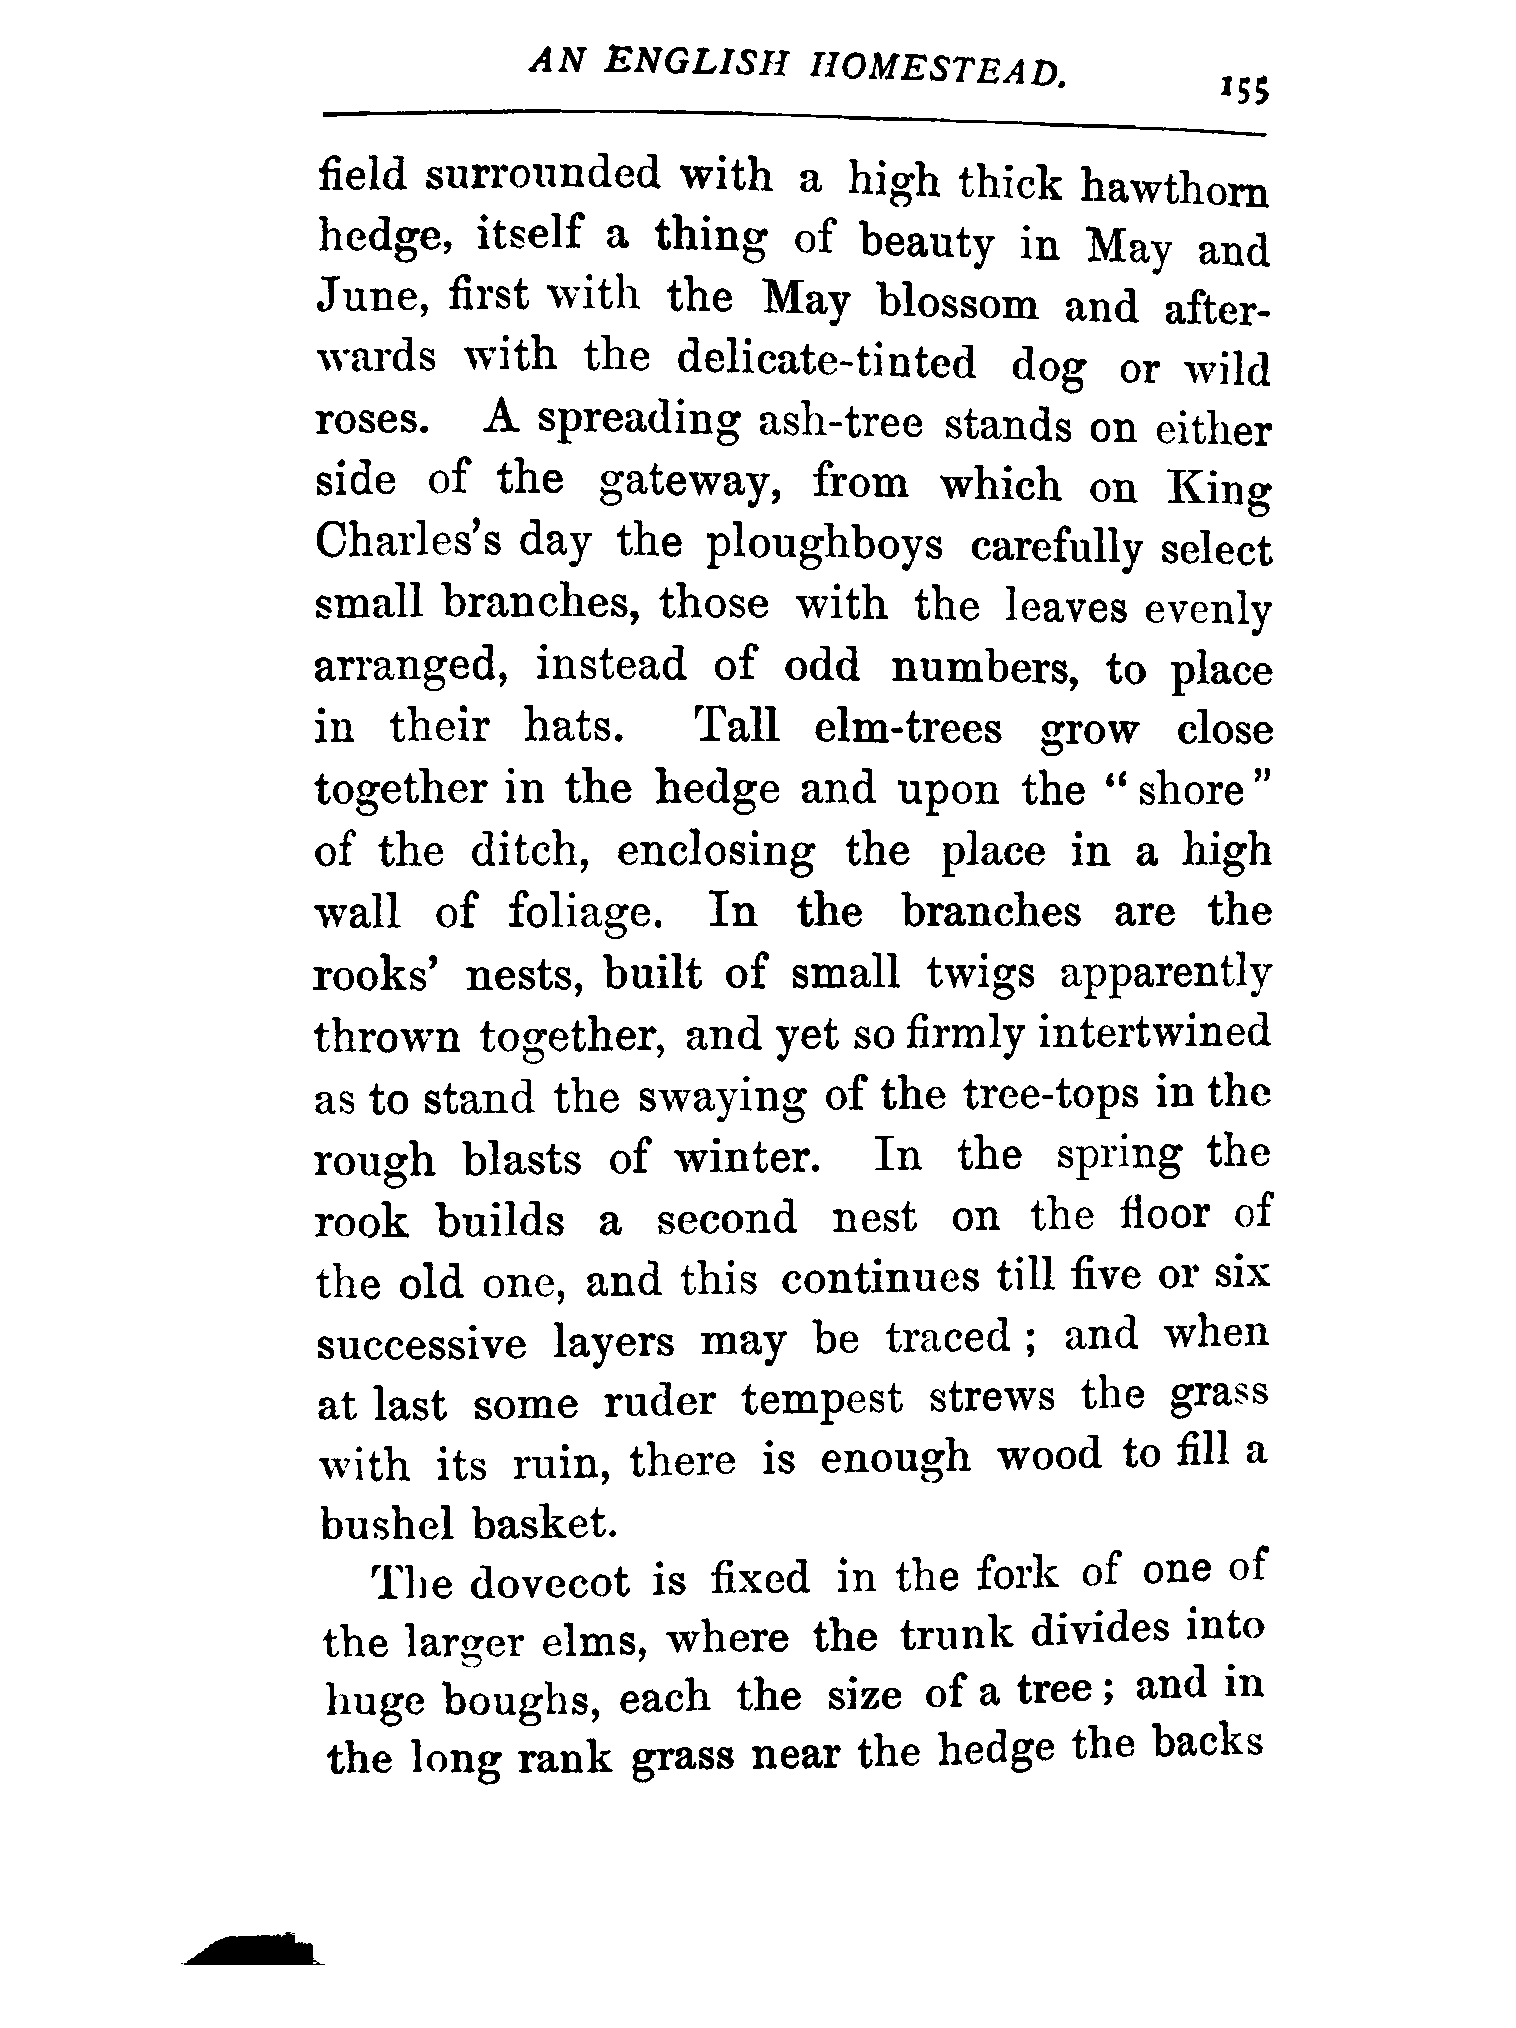 AN ENGLISH HOMESTEAD.
155
field surrounded with a high thick hawthorn
hedge, itself a thing of beauty in May and
June, first with the May blossom and after-
wards with the delicate-tinted dog or wild
roses. A spreading ash-tree stands on either
side of the gateway, from which on King
Charles's day the ploughboys carefully select
small branches, those with the leaves evenly
arranged, instead of odd numbers, to place
in their hats. Tall elm-trees grow close
together in the hedge and upon the "shore"
of the ditch, enclosing the place in a high
wall of foliage. In the branches are the
rooks' nests, built of small twigs apparently
thrown together, and yet so firmly intertwined
as to stand the swaying of the tree-tops in the
rough blasts of winter. In the spring the
rook builds a second nest on the floor of
the old one, and this continues till five or six
successive layers may be traced; and when
at last some ruder tempest strews the grass
with its ruin, there is enough wood to fill a
bushel basket.
The dovecot is fixed in the fork of one of
the larger elms, where the trunk divides into
huge boughs, each the size of a tree; and in
the long rank grass near the hedge the backs